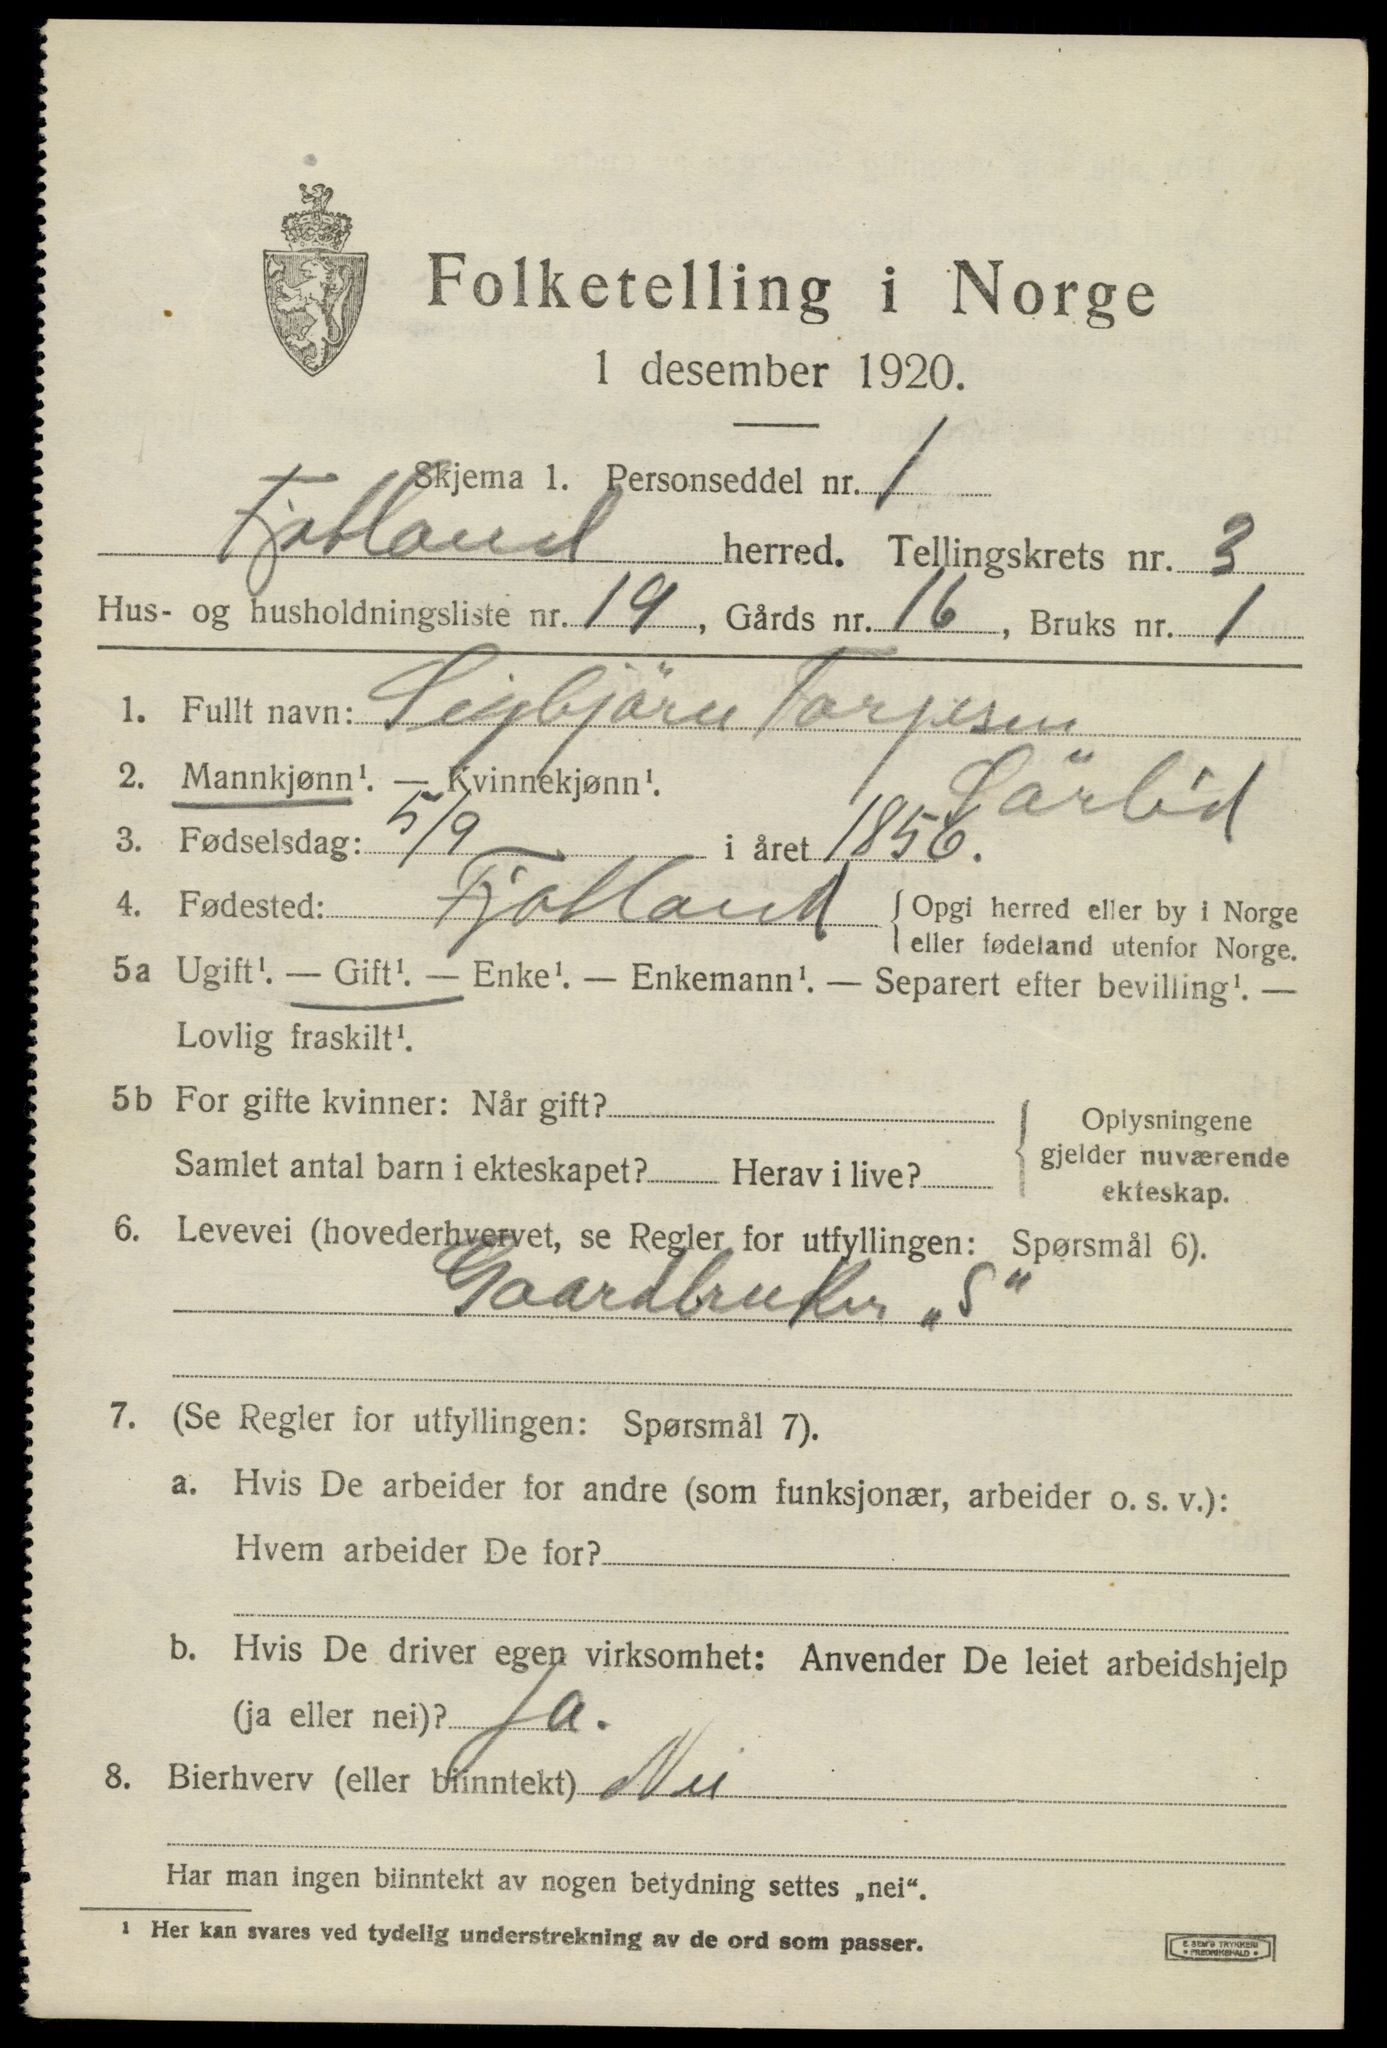 Folketelling i Norge
1 desember 1920.
Skjema 1. Personseddel nr. 1
Fjotland herred. Tellingskrets nr. 3
Hus- og husholdningsliste nr. 19, Gårds nr. 16, Bruks nr. 1
1. Fullt navn: Sigbjörn Torjesen
Särlid
2. Mannkjønn¹. — Kvinnekjønn¹.
3. Fødselsdag: 5/9 i året 1856.
4. Fødested: Fjotland { Opgi herred eller by i Norge
eller fødeland utenfor Norge.
5a Ugift¹. — Gift¹. — Enke¹. — Enkemann¹. — Separert efter bevilling¹. —
Lovlig fraskilt¹.
5b For gifte kvinner: Når gift?
Samlet antal barn i ekteskapet? Herav i live?
{ Oplysningene
gjelder nuværende
ekteskap.
6. Levevei (hovederhvervet, se Regler for utfyllingen: Spørsmål 6).
Gaardbruker „S"
7. (Se Regler for utfyllingen: Spørsmål 7).
a. Hvis De arbeider for andre (som funksjonær, arbeider o. s. v.):
Hvem arbeider De for?
b. Hvis De driver egen virksomhet: Anvender De leiet arbeidshjelp
(ja eller nei)? Ja.
8. Bierhverv (eller biinntekt) Nei
Har man ingen biinntekt av nogen betydning settes „nei".
¹ Her kan svares ved tydelig understrekning av de ord som passer.
E. SEM'S TRYKKERI
• FREDRIKSHALD •